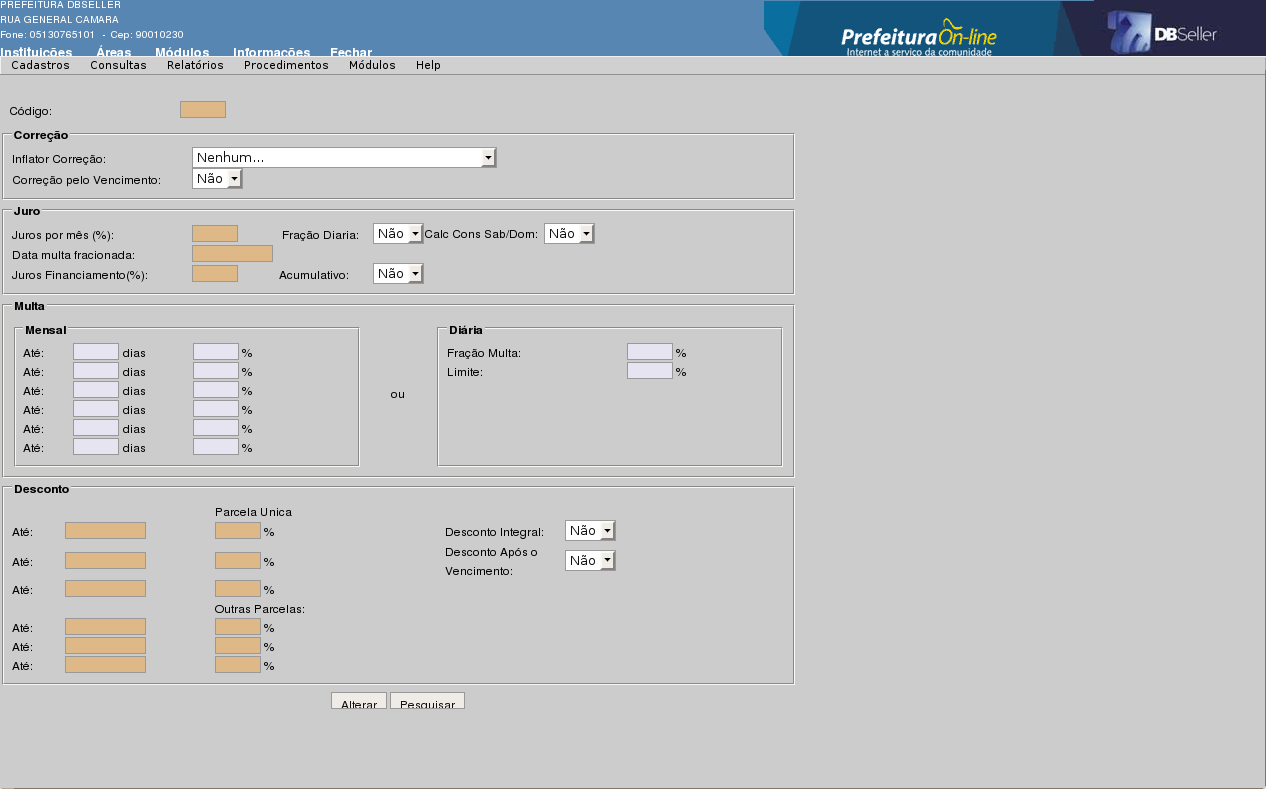 PREFEITURA DBSELLER
RUA GENERAL CAMARA
Fone: 05130765101 - Cep: 90010230
Instituições Áreas Módulos Informações Fechar
PrefeituraOn-line
Internet a serviço da comunidade
DBSeller
Cadastros Consultas Relatórios Procedimentos Módulos Help
Código:
Correção
Inflator Correção: Nenhum...
Correção pelo Vencimento: Não
Juro
Juros por mês (%): Fração Diaria: Não Calc Cons Sab/Dom: Não
Data multa fracionada:
Juros Financiamento(%): Acumulativo: Não
Multa
Mensal Diária
Até: dias % Fração Multa: %
Até: dias % Limite: %
Até: dias %
ou
Até: dias %
Até: dias %
Até: dias %
Desconto
Parcela Unica
Até: % Desconto Integral: Não
Desconto Após o
Até: % Não
Vencimento:
Até: %
Outras Parcelas:
Até: %
Até: %
Até: %
Alterar Pesquisar